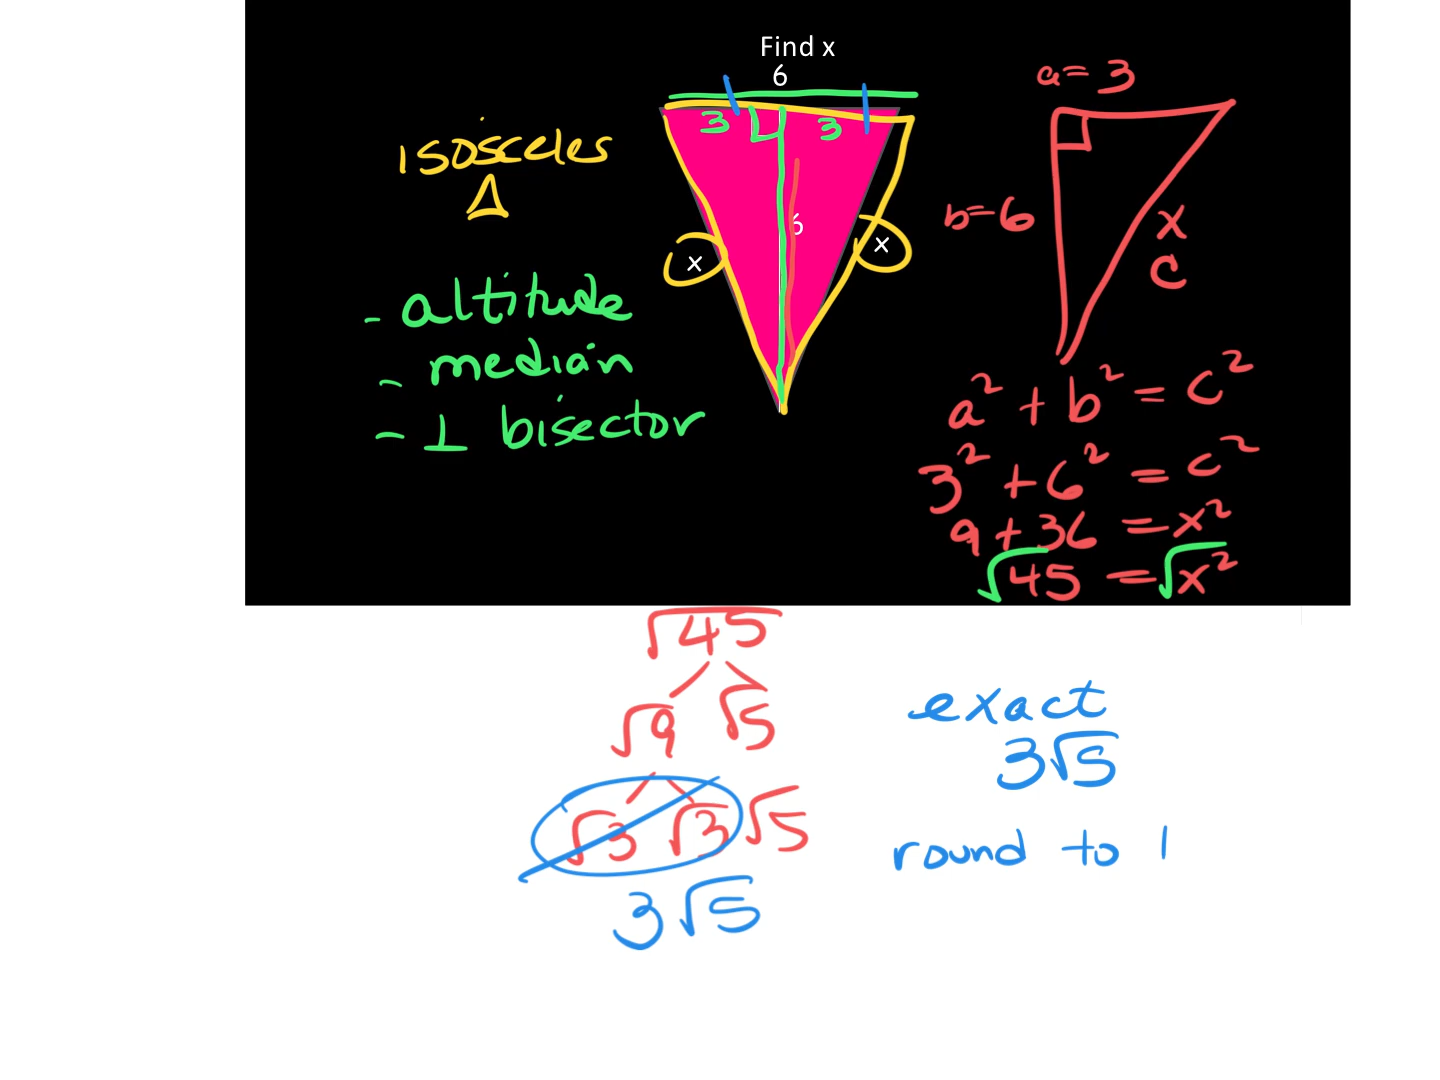 Find x
6
a = 3
3 3
isosceles
Δ
b = 6
6
x
x
x
c
- altitude
- median
- ⊥ bisector
a² + b² = c²
3² + 6² = c²
9 + 36 = x²
√45 = √x²
√45
√9 √5
√3 √3 √5
3√5
exact
3√5
round to 1